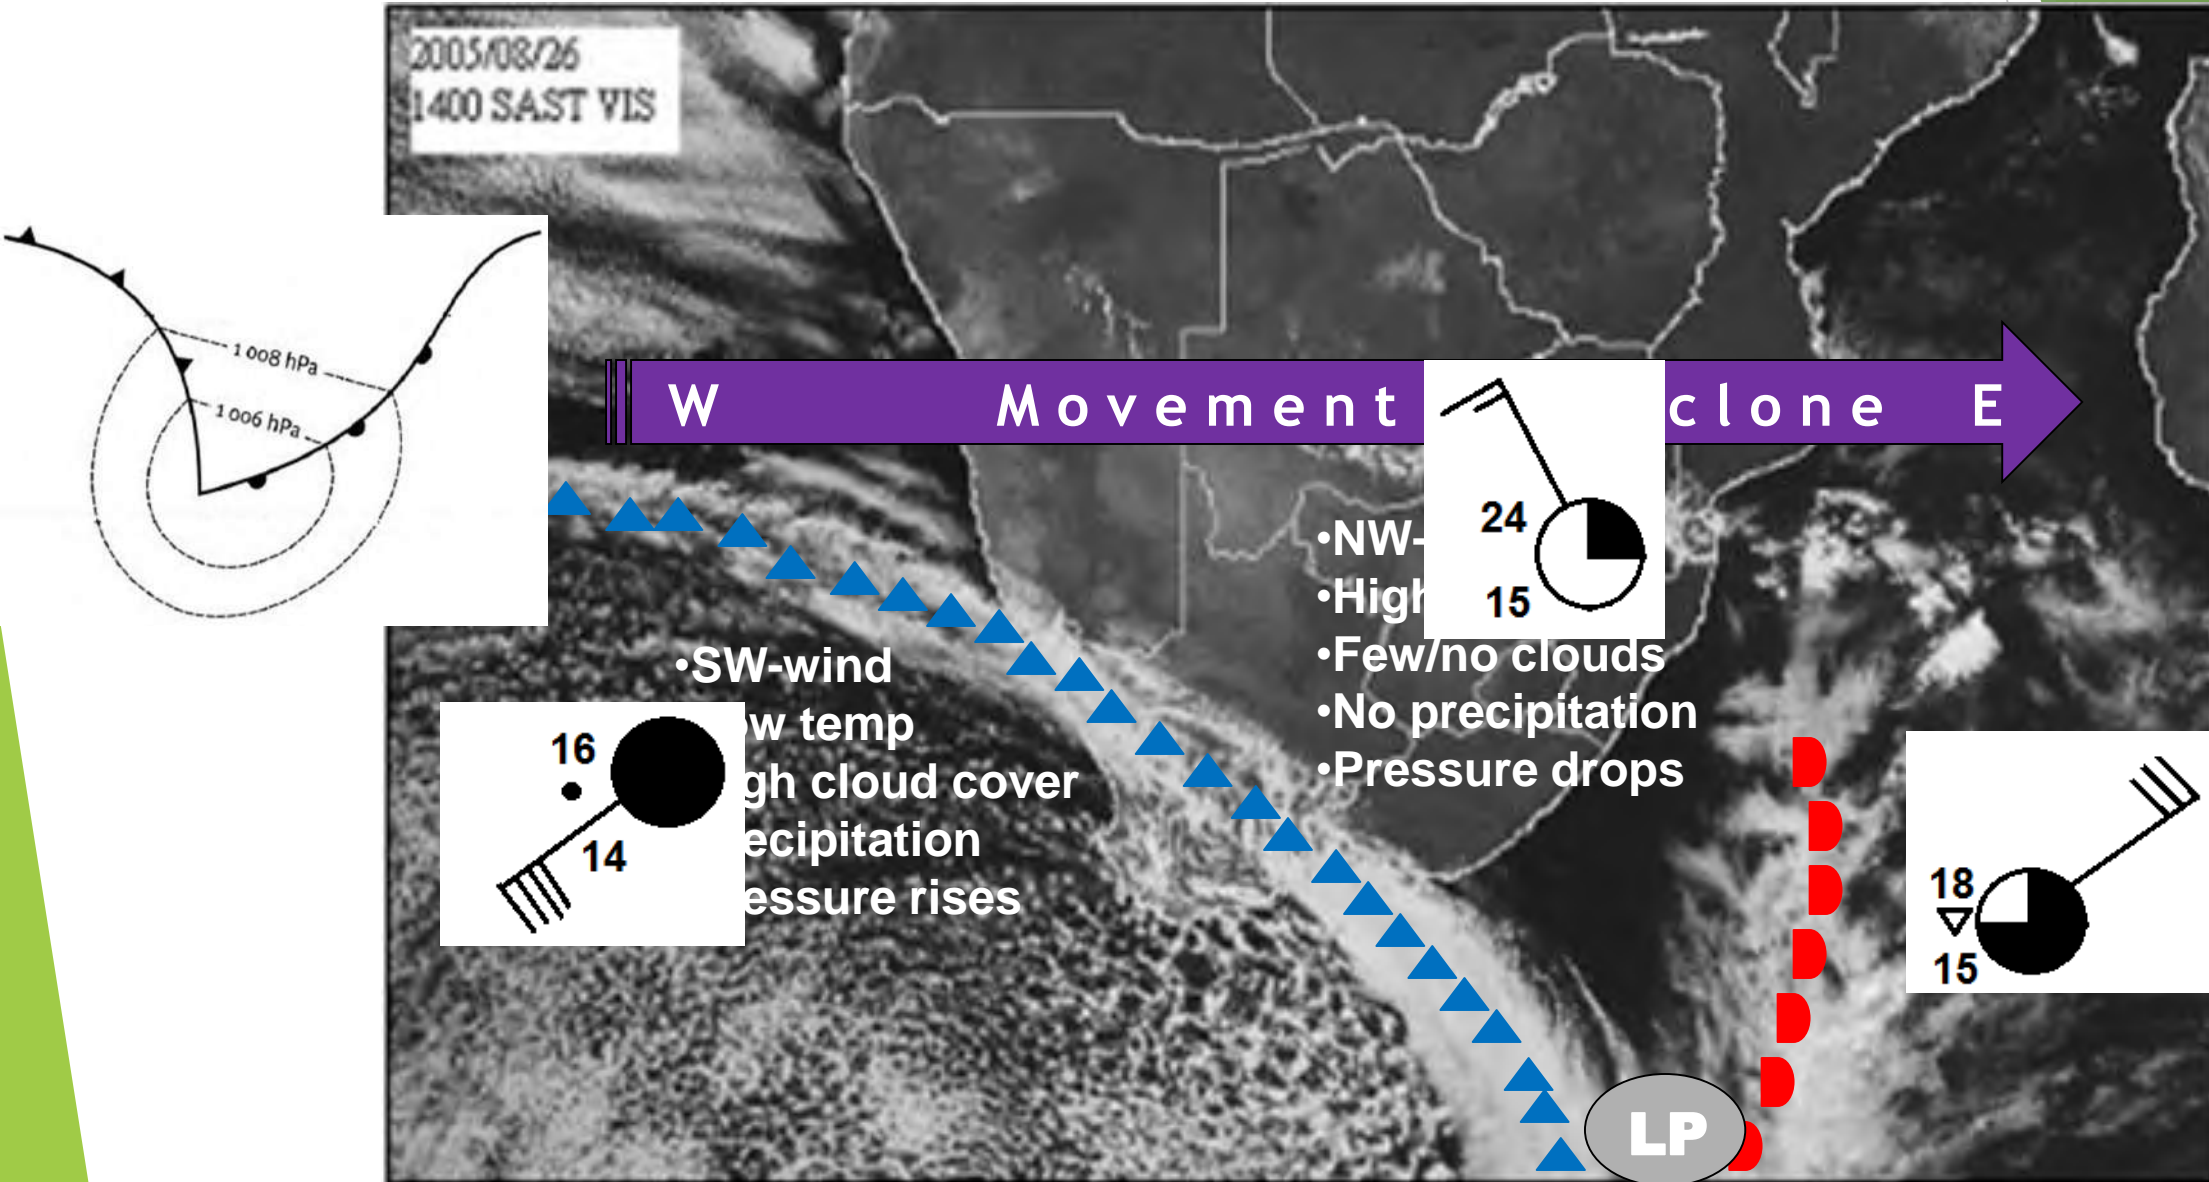 2005/08/26
1400 SAST VIS
1 008 hPa
1 006 hPa
W Movement clone E
24
15
•NW-
•High
•Few/no clouds
•No precipitation
•Pressure drops
•SW-wind
w temp
gh cloud cover
ecipitation
essure rises
16
14
18
15
LP